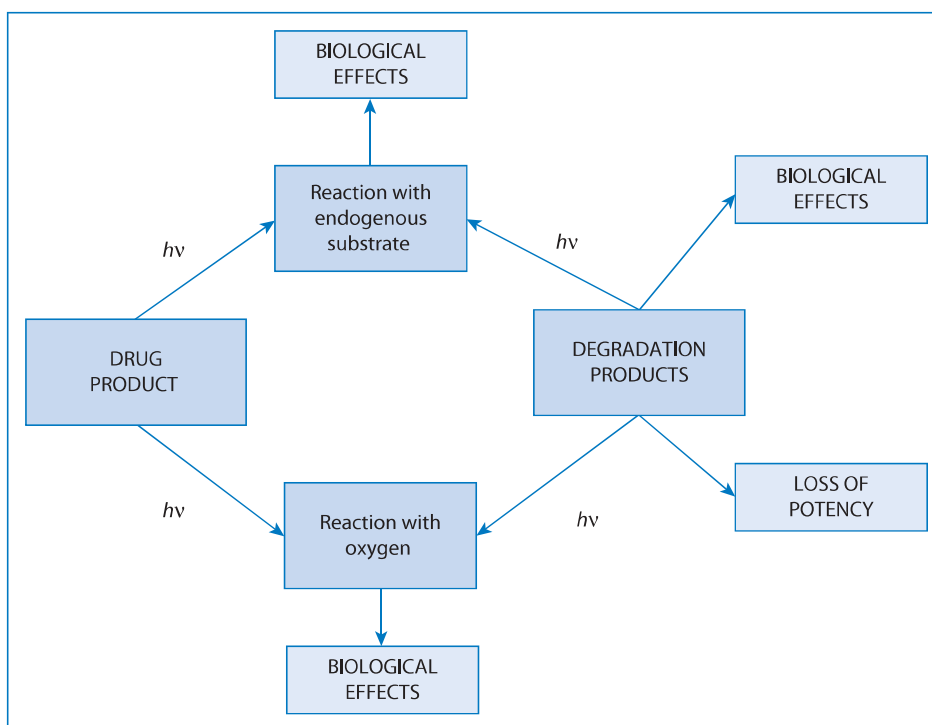 BIOLOGICAL
EFFECTS
Reaction with
endogenous
substrate
BIOLOGICAL
EFFECTS
hν
hν
DRUG
PRODUCT
DEGRADATION
PRODUCTS
hν
Reaction with
oxygen
hν
LOSS OF
POTENCY
BIOLOGICAL
EFFECTS